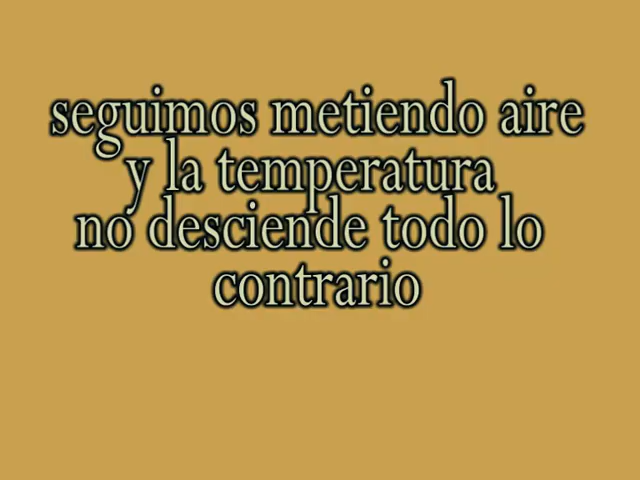 seguimos metiendo aire
y la temperatura
no desciende todo lo
contrario